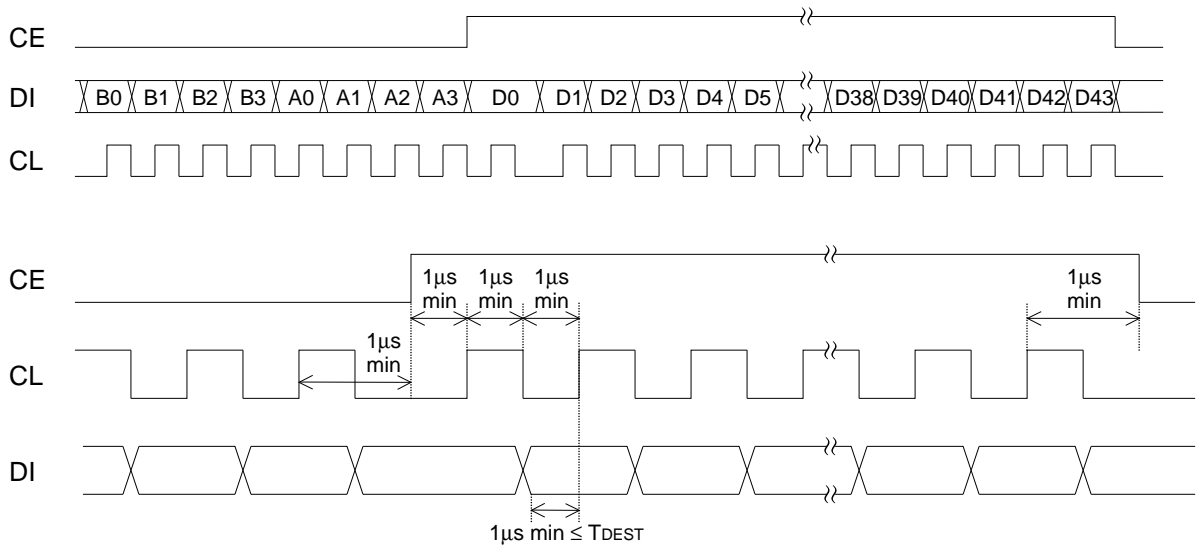 CE
DI B0 B1 B2 B3 A0 A1 A2 A3 D0 D1 D2 D3 D4 D5 D38 D39 D40 D41 D42 D43
CL
CE
1μs min 1μs min 1μs min 1μs min
1μs min
CL
DI
1μs min ≤ TDEST